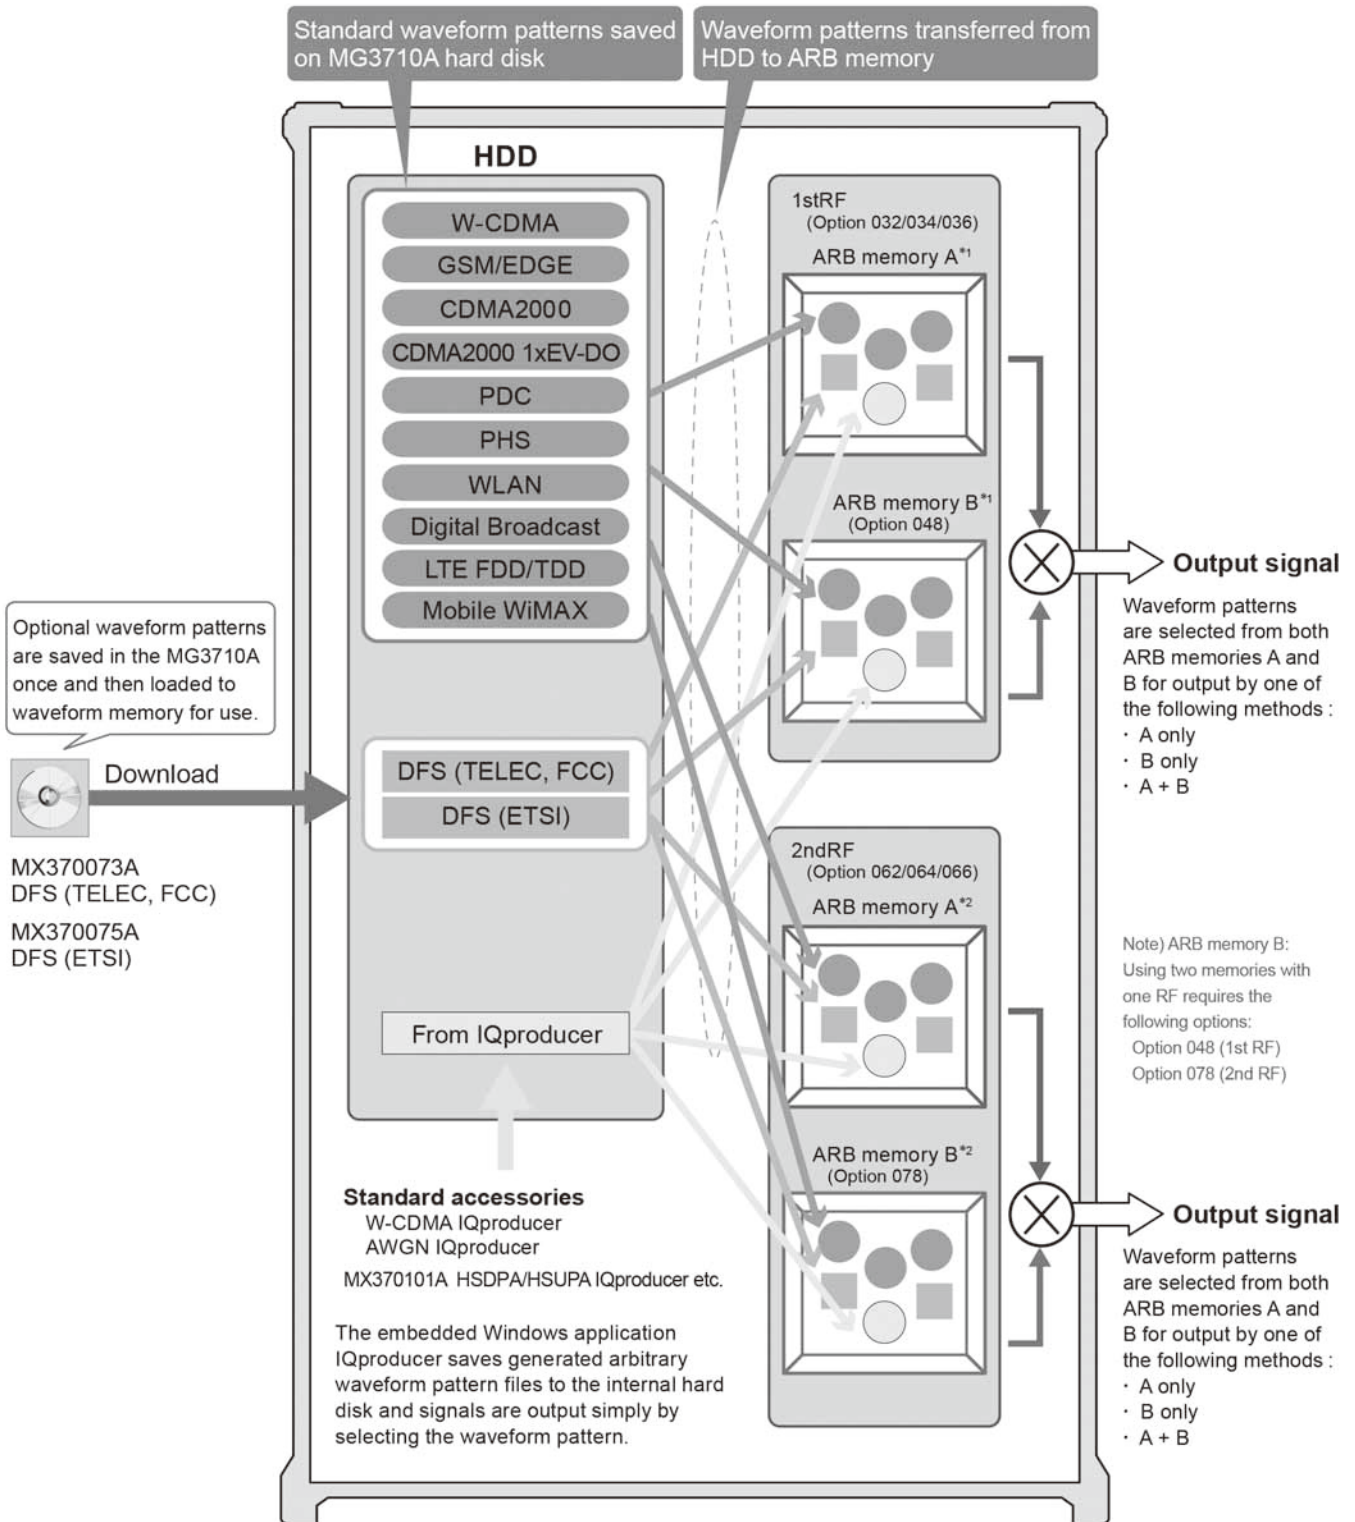 Standard waveform patterns saved
on MG3710A hard disk
Waveform patterns transferred from
HDD to ARB memory
HDD
W-CDMA
GSM/EDGE
CDMA2000
CDMA2000 1xEV-DO
PDC
PHS
WLAN
Digital Broadcast
LTE FDD/TDD
Mobile WiMAX
Optional waveform patterns
are saved in the MG3710A
once and then loaded to
waveform memory for use.
Download
MX370073A
DFS (TELEC, FCC)
MX370075A
DFS (ETSI)
DFS (TELEC, FCC)
DFS (ETSI)
From IQproducer
Standard accessories
W-CDMA IQproducer
AWGN IQproducer
MX370101A HSDPA/HSUPA IQproducer etc.
The embedded Windows application
IQproducer saves generated arbitrary
waveform pattern files to the internal hard
disk and signals are output simply by
selecting the waveform pattern.
1stRF
(Option 032/034/036)
ARB memory A*1
ARB memory B*1
(Option 048)
Output signal
Waveform patterns
are selected from both
ARB memories A and
B for output by one of
the following methods :
· A only
· B only
· A + B
2ndRF
(Option 062/064/066)
ARB memory A*2
ARB memory B*2
(Option 078)
Note) ARB memory B:
Using two memories with
one RF requires the
following options:
Option 048 (1st RF)
Option 078 (2nd RF)
Output signal
Waveform patterns
are selected from both
ARB memories A and
B for output by one of
the following methods :
· A only
· B only
· A + B